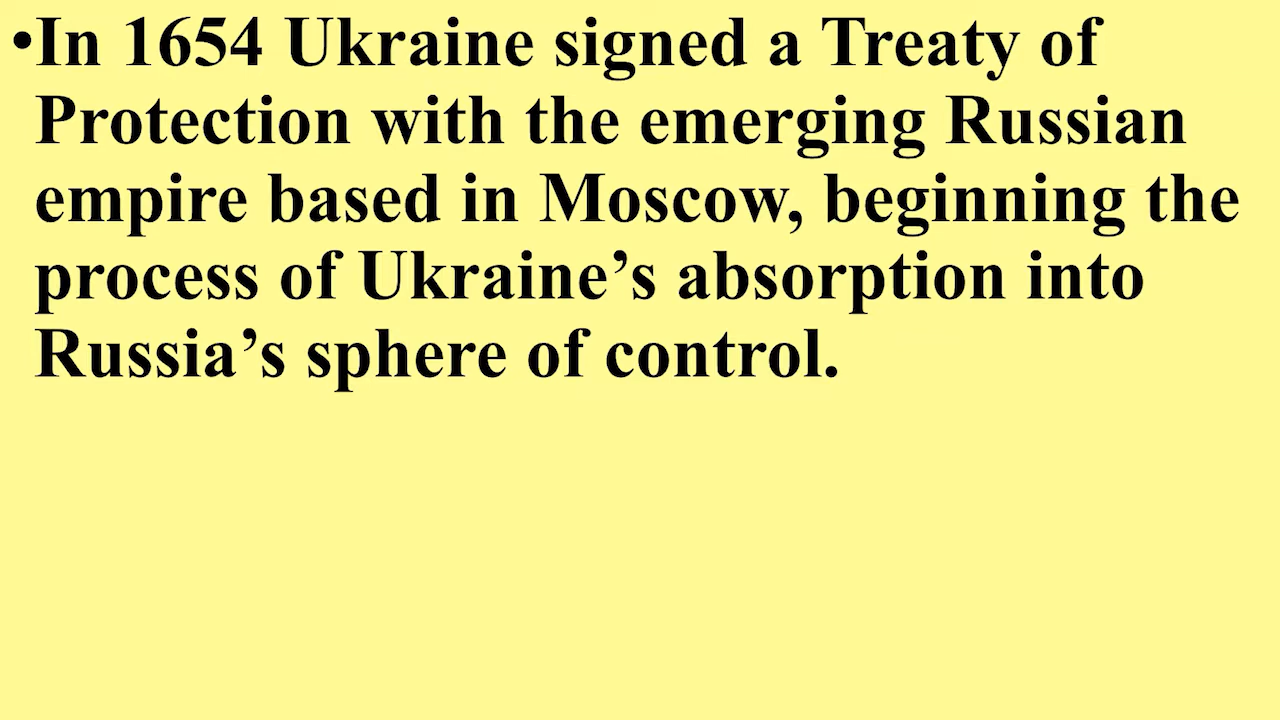 •In 1654 Ukraine signed a Treaty of
Protection with the emerging Russian
empire based in Moscow, beginning the
process of Ukraine’s absorption into
Russia’s sphere of control.